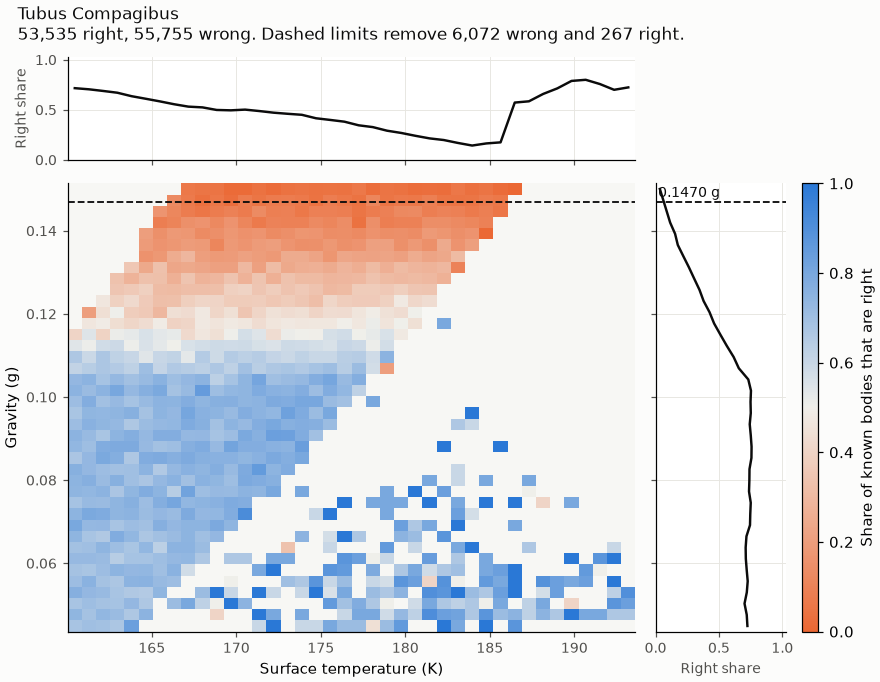 Tubus Compagibus
53,535 right, 55,755 wrong. Dashed limits remove 6,072 wrong and 267 right.
Right share
1.0
0.5
0.0
0.1470 g
Gravity (g)
0.14
0.12
0.10
0.08
0.06
165
170
175
180
185
190
Surface temperature (K)
0.0
0.5
1.0
Right share
1.0
0.8
0.6
0.4
0.2
0.0
Share of known bodies that are right